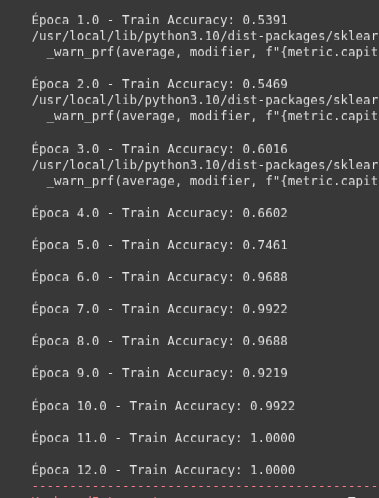 Época 1.0 - Train Accuracy: 0.5391
/usr/local/lib/python3.10/dist-packages/sklear
_warn_prf(average, modifier, f"{metric.capit
Época 2.0 - Train Accuracy: 0.5469
/usr/local/lib/python3.10/dist-packages/sklear
_warn_prf(average, modifier, f"{metric.capit
Época 3.0 - Train Accuracy: 0.6016
/usr/local/lib/python3.10/dist-packages/sklear
_warn_prf(average, modifier, f"{metric.capit
Época 4.0 - Train Accuracy: 0.6602
Época 5.0 - Train Accuracy: 0.7461
Época 6.0 - Train Accuracy: 0.9688
Época 7.0 - Train Accuracy: 0.9922
Época 8.0 - Train Accuracy: 0.9688
Época 9.0 - Train Accuracy: 0.9219
Época 10.0 - Train Accuracy: 0.9922
Época 11.0 - Train Accuracy: 1.0000
Época 12.0 - Train Accuracy: 1.0000
-----------------------------------------------